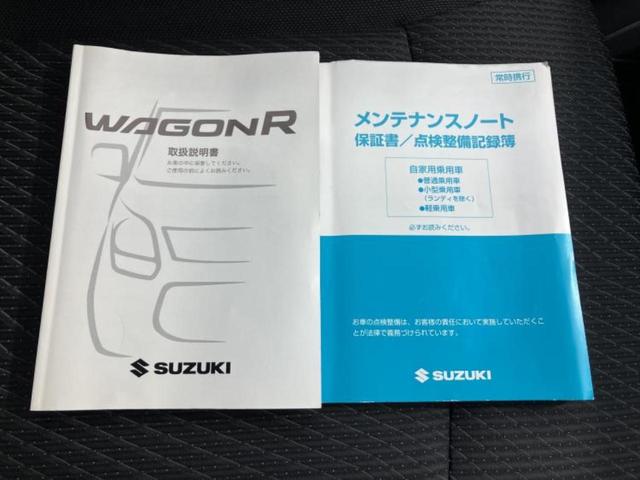 WAGONR
取扱説明書
お車の中に保管してください。
ご使用の前によくお読みください。
SUZUKI
常時携行
メンテナンスノート
保証書／点検整備記録簿
自家用乗用車
●普通乗用車
●小型乗用車
(ランディを除く)
●軽乗用車
必ずお読みください。
お車の点検整備は、お客様の責任において実施していただくこ
とが法律で義務づけられています。
SUZUKI